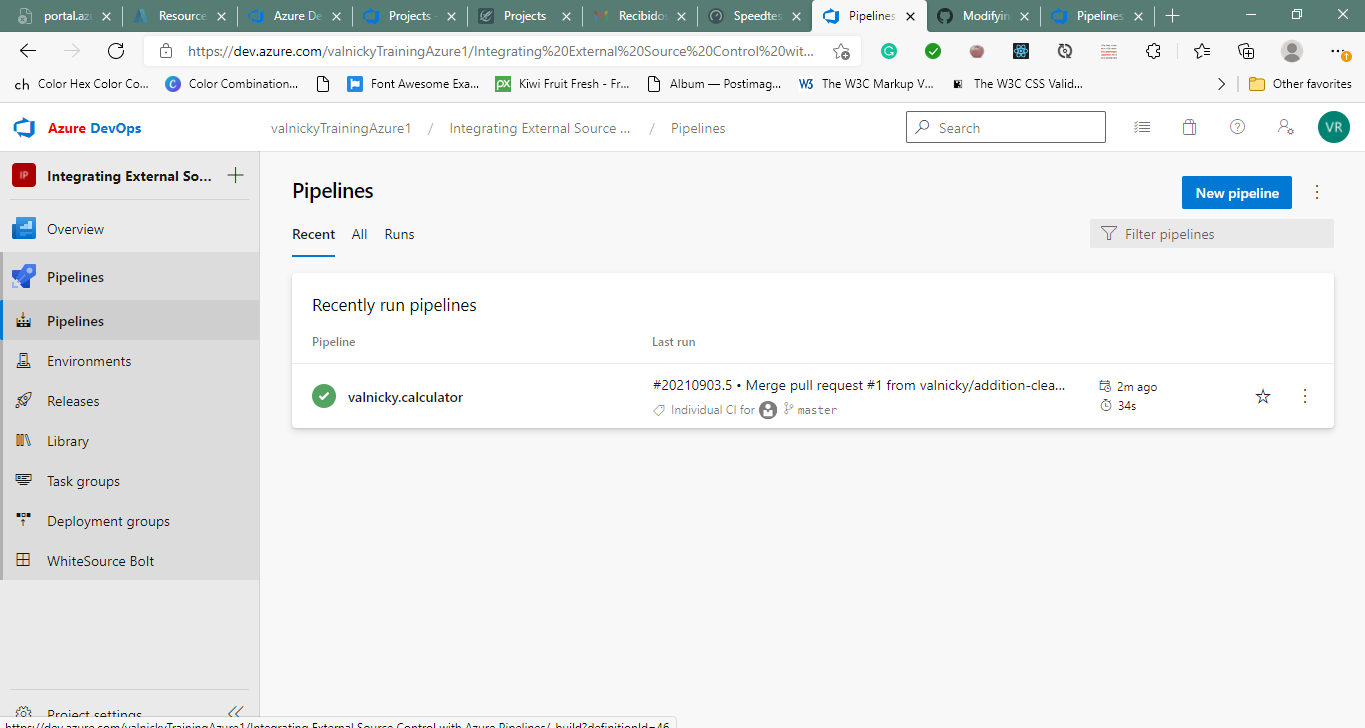 portal.az
Resource
Azure De
Projects -
Projects
Recibido
Speedtes
Pipelines
Modifyin
Pipelines
https://dev.azure.com/valnickyTrainingAzure1/Integrating%20External%20Source%20Control%20wit...
ch Color Hex Color Co...
C Color Combination...
Font Awesome Exa...
px Kiwi Fruit Fresh - Fr...
Album — Postimag...
W3 The W3C Markup V...
The W3C CSS Valid...
Other favorites
Azure DevOps
valnickyTrainingAzure1 / Integrating External Source ... / Pipelines
Search
VR
IP Integrating External So...
Overview
Pipelines
Pipelines
Environments
Releases
Library
Task groups
Deployment groups
WhiteSource Bolt
Project settings
Pipelines
New pipeline
Recent All Runs
Filter pipelines
Recently run pipelines
Pipeline Last run
valnicky.calculator
#20210903.5 • Merge pull request #1 from valnicky/addition-clea...
Individual CI for master
2m ago
34s
https://dev.azure.com/valnickyTrainingAzure1/Integrating External Source Control with Azure Pipelines/_build?definitionId=46